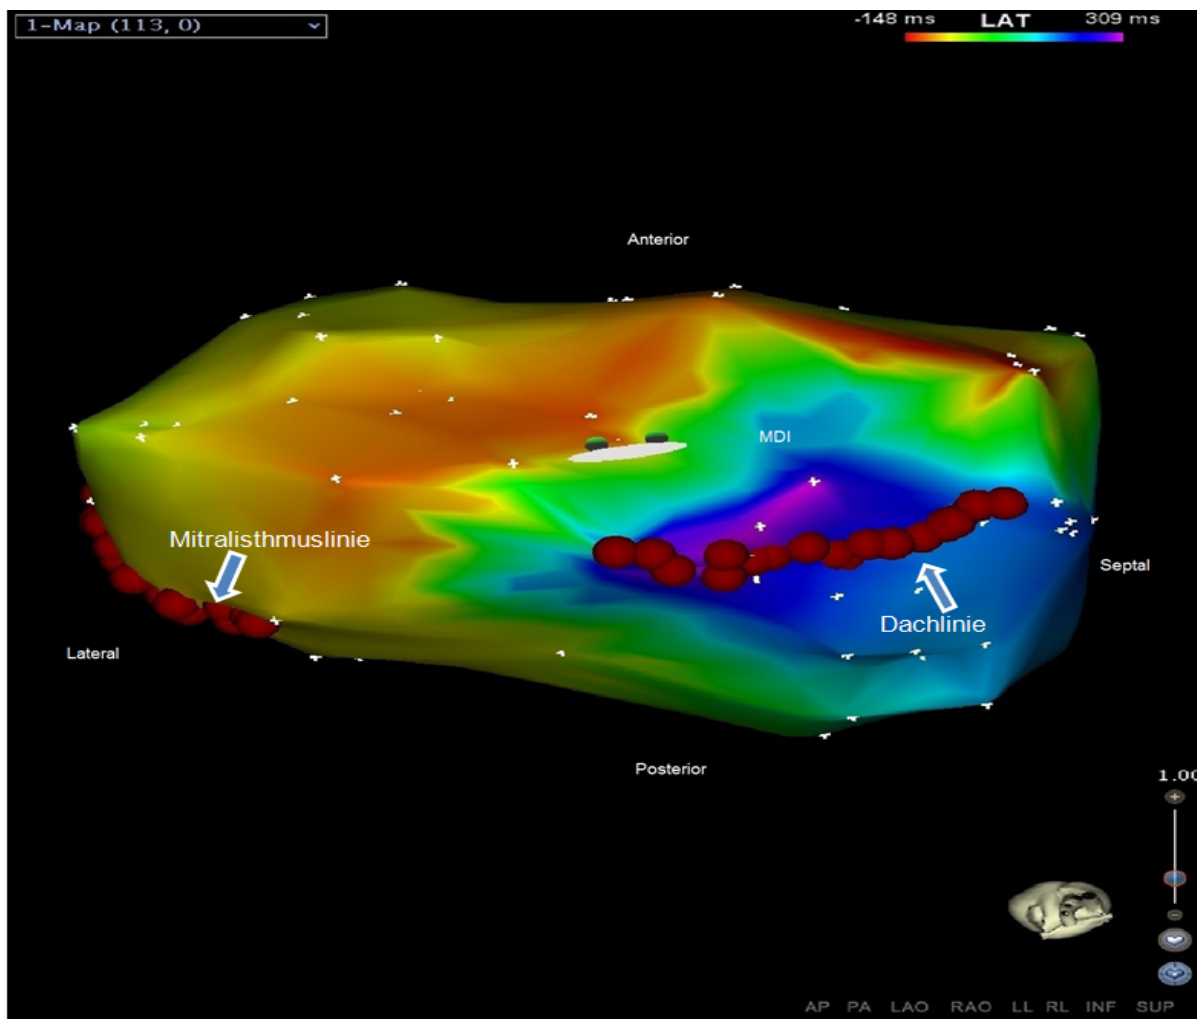 1-Map (113, 0)
-148 ms LAT 309 ms
Anterior
MDI
Mitralisthmuslinie
Septal
Dachlinie
Lateral
Posterior
1.00
AP PA LAO RAO LL RL INF SUP